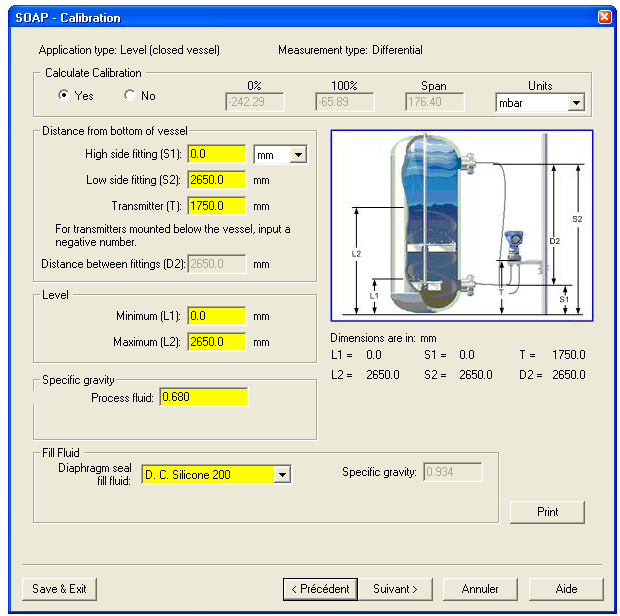 SOAP - Calibration
Application type: Level (closed vessel) Measurement type: Differential
Calculate Calibration
Yes No
0% 100% Span Units
-242.29 -65.89 176.40 mbar
Distance from bottom of vessel
High side fitting (S1): 0.0 mm
Low side fitting (S2): 2650.0 mm
Transmitter (T): 1750.0 mm
For transmitters mounted below the vessel, input a
negative number.
Distance between fittings (D2): 2650.0 mm
L2
L1
T
D2
S2
S1
Level
Minimum (L1): 0.0 mm
Maximum (L2): 2650.0 mm
Dimensions are in: mm
L1 = 0.0 S1 = 0.0 T = 1750.0
L2 = 2650.0 S2 = 2650.0 D2 = 2650.0
Specific gravity
Process fluid: 0.680
Fill Fluid
Diaphragm seal
fill fluid: D. C. Silicone 200 Specific gravity: 0.934
Print
Save & Exit < Précédent Suivant > Annuler Aide